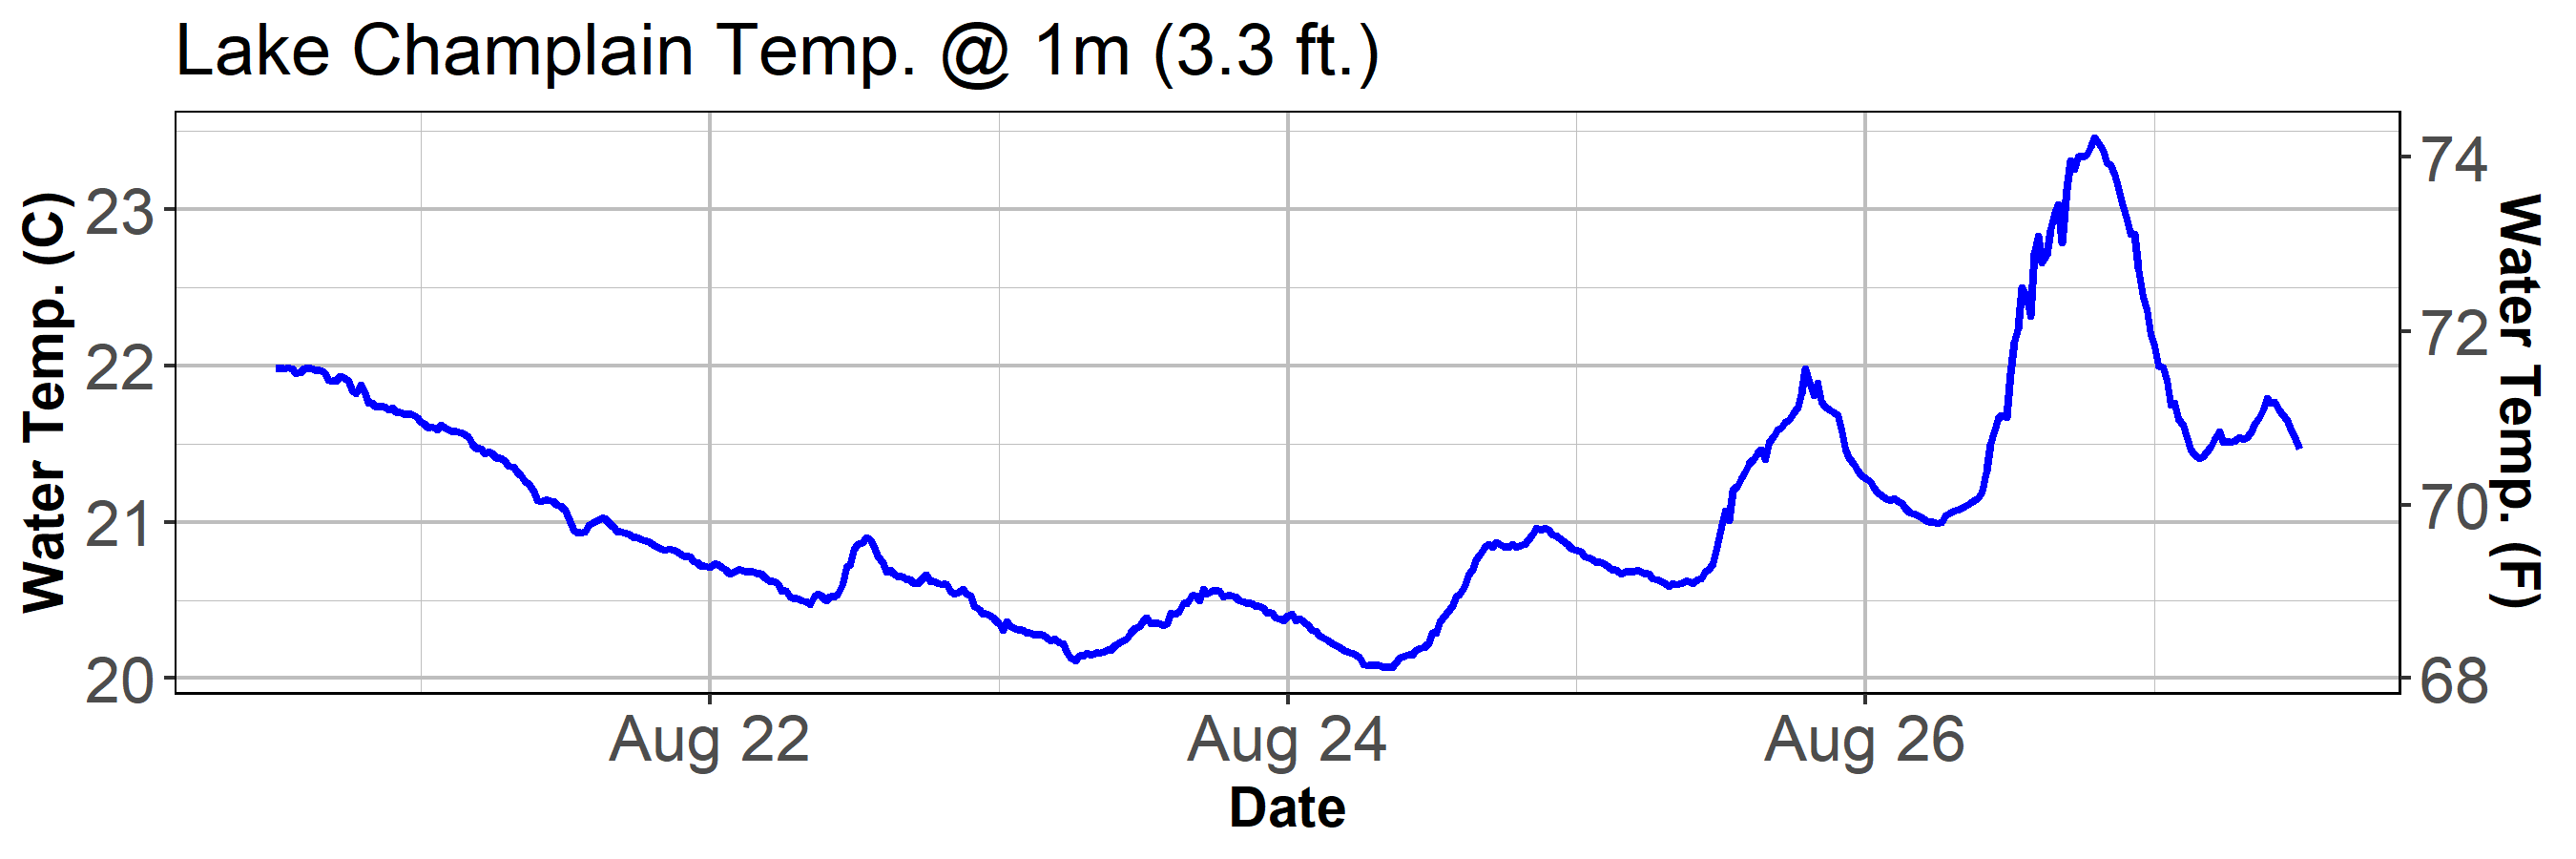 Lake Champlain Temp. @ 1m (3.3 ft.)
Water Temp. (C)
23
22
21
20
74
72
70
68
Water Temp. (F)
Aug 22
Aug 24
Aug 26
Date